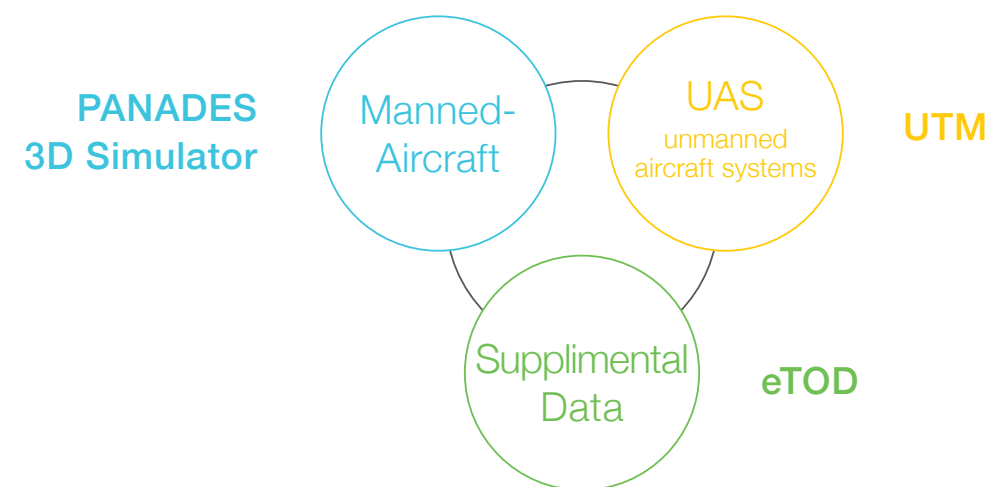 PANADES
3D Simulator
Manned-
Aircraft
UAS
unmanned
aircraft systems
UTM
Supplimental
Data
eTOD